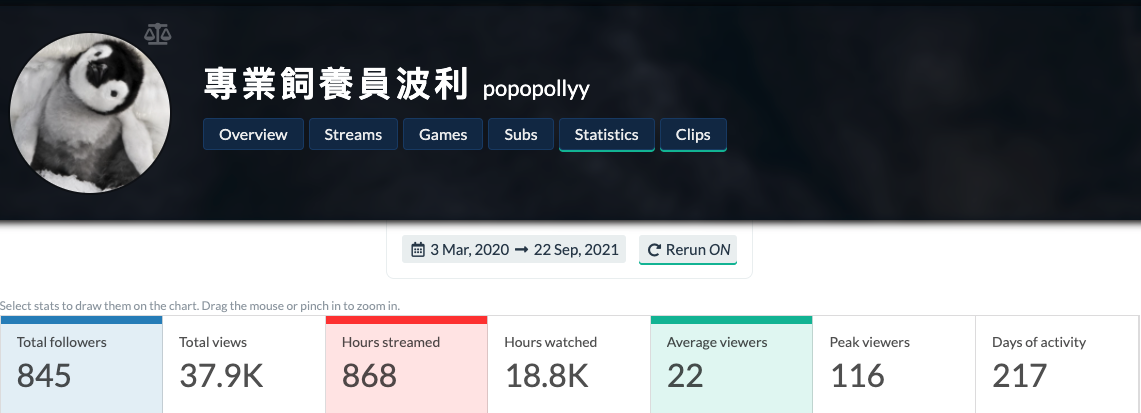 專業飼養員波利 popopollyy
Overview Streams Games Subs Statistics Clips
3 Mar, 2020 → 22 Sep, 2021 Rerun ON
Select stats to draw them on the chart. Drag the mouse or pinch in to zoom in.
Total followers Total views Hours streamed Hours watched Average viewers Peak viewers Days of activity
845 37.9K 868 18.8K 22 116 217